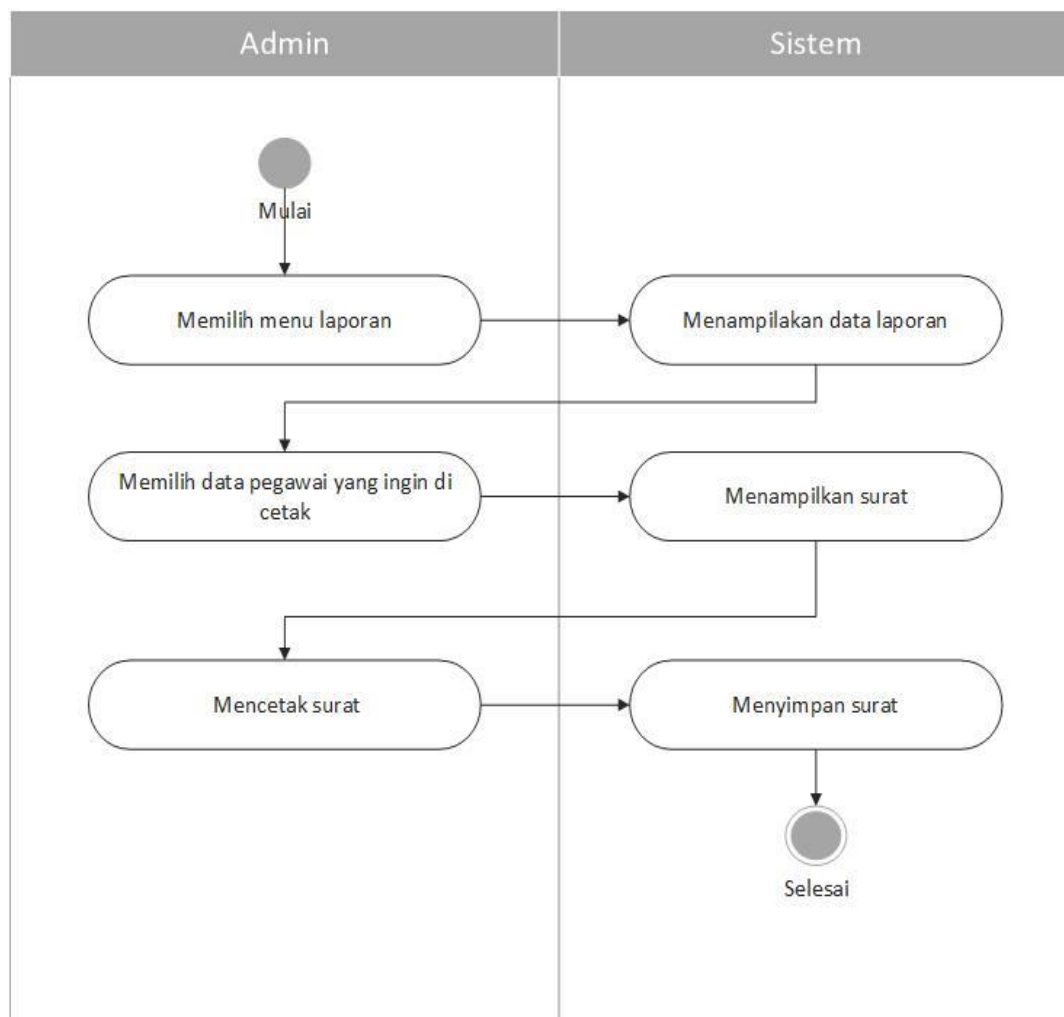 Admin
Sistem
Mulai
Memilih menu laporan
Menampilakan data laporan
Memilih data pegawai yang ingin di
cetak
Menampilkan surat
Mencetak surat
Menyimpan surat
Selesai